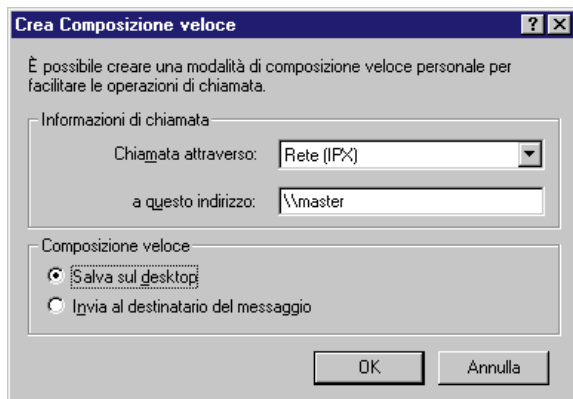 Crea Composizione veloce
È possibile creare una modalità di composizione veloce personale per
facilitare le operazioni di chiamata.
Informazioni di chiamata
Chiamata attraverso: Rete (IPX)
a questo indirizzo: \\master
Composizione veloce
Salva sul desktop
Invia al destinatario del messaggio
OK Annulla